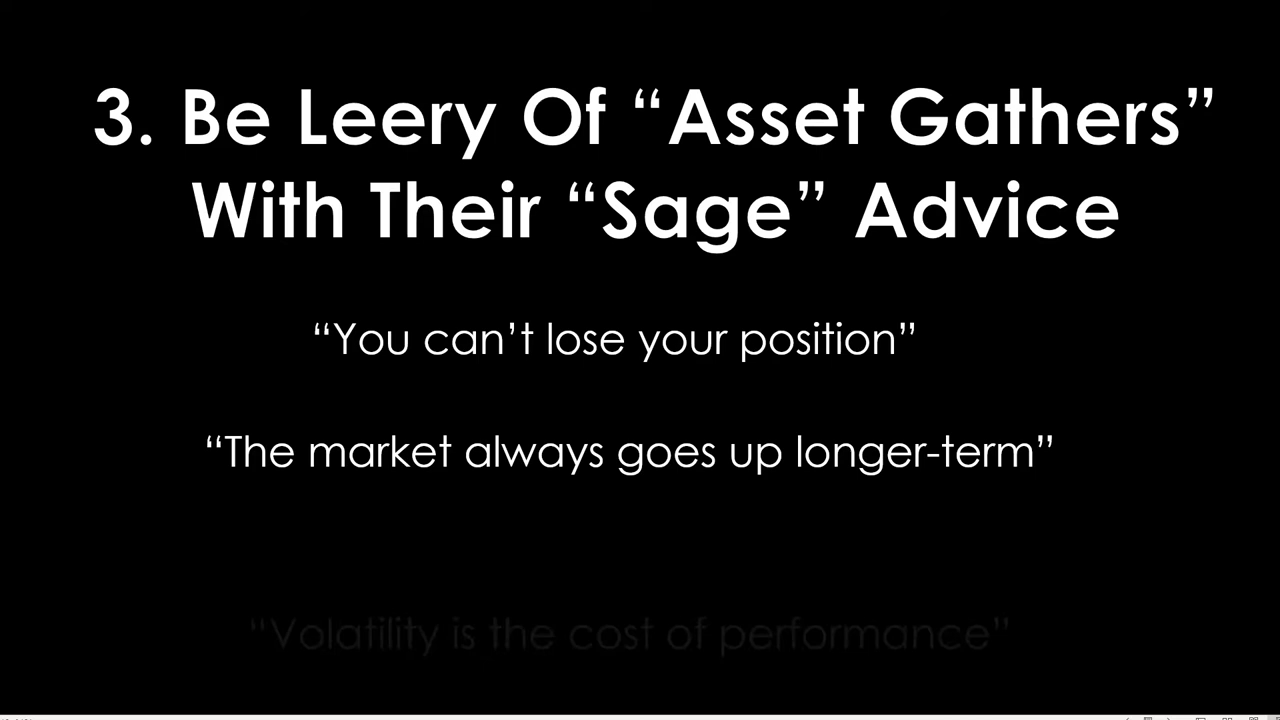 3. Be Leery Of “Asset Gathers”
With Their “Sage” Advice
“You can’t lose your position”
“The market always goes up longer-term”
“Volatility is the cost of performance”